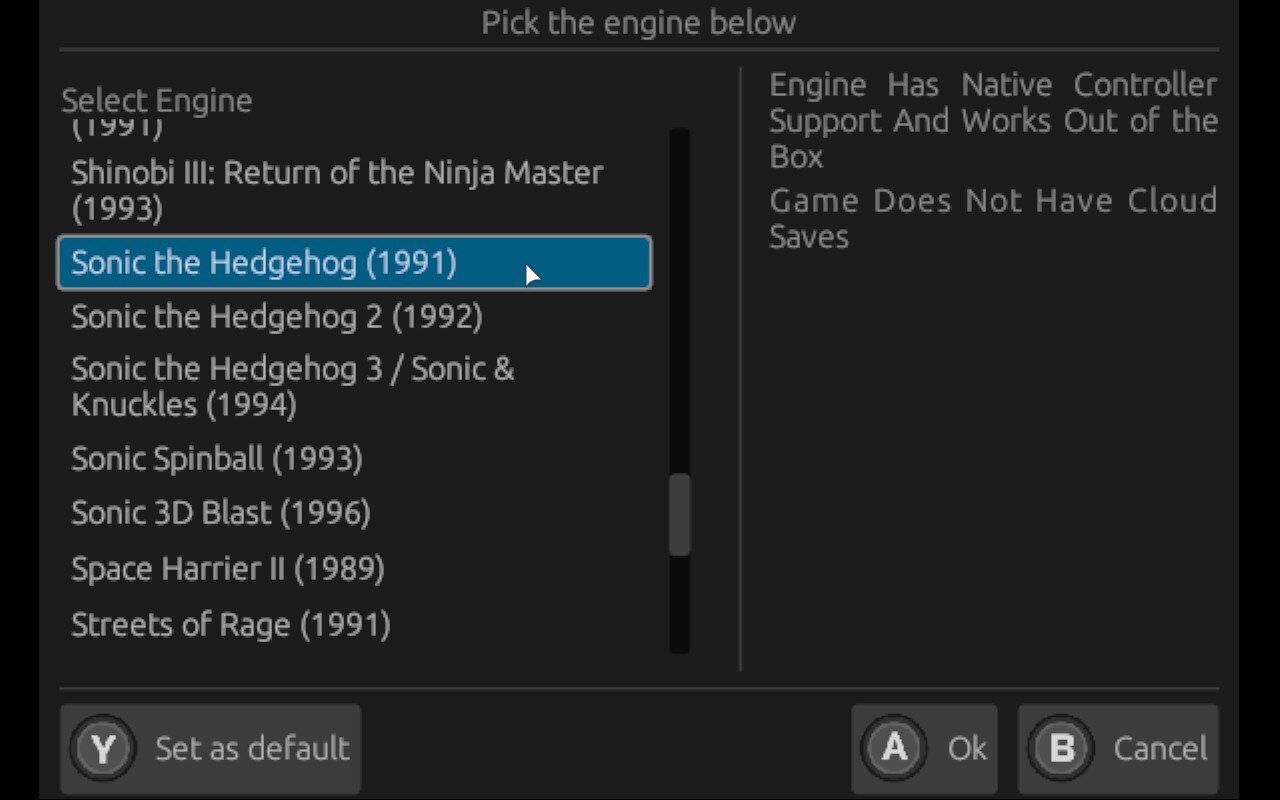 Pick the engine below
Select Engine
(1991)
Shinobi III: Return of the Ninja Master
(1993)
Sonic the Hedgehog (1991)
Sonic the Hedgehog 2 (1992)
Sonic the Hedgehog 3 / Sonic &
Knuckles (1994)
Sonic Spinball (1993)
Sonic 3D Blast (1996)
Space Harrier II (1989)
Streets of Rage (1991)
Engine Has Native Controller
Support And Works Out of the
Box
Game Does Not Have Cloud
Saves
Y Set as default
A Ok
B Cancel